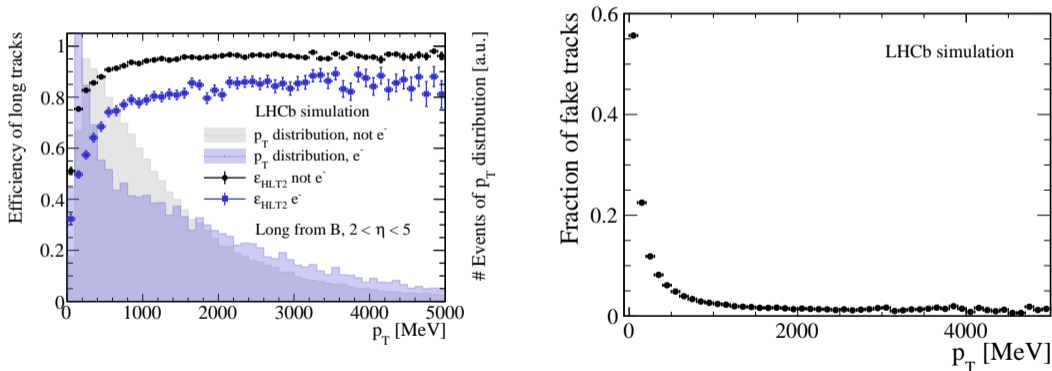 Efficiency of long tracks
1
0.8
0.6
0.4
0.2
0
LHCb simulation
p_T distribution, not e⁻
p_T distribution, e⁻
ε_HLT2 not e⁻
ε_HLT2 e⁻
Long from B, 2 < η < 5
0 1000 2000 3000 4000 5000
p_T [MeV]
# Events of p_T distribution [a.u.]
Fraction of fake tracks
0.6
0.4
0.2
0
LHCb simulation
0 2000 4000
p_T [MeV]